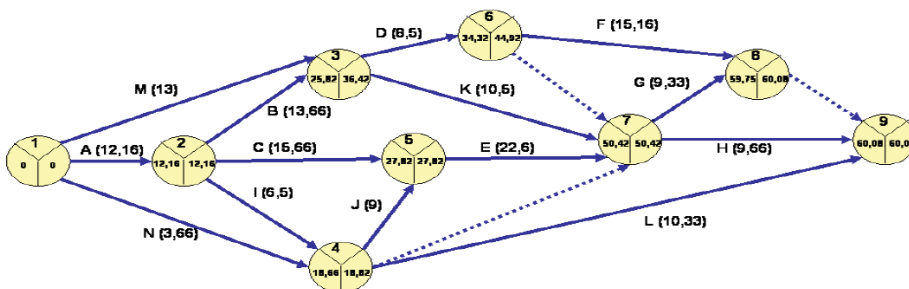 D (8,5)
6
34,32 44,92
F (15,16)
3
25,82 36,42
8
59,75 60,08
M (13)
B (13,66)
K (10,5)
G (9,33)
1
0 0
A (12,16)
2
12,16 12,16
C (15,66)
5
27,82 27,82
E (22,6)
7
50,42 50,42
H (9,66)
9
60,08 60,0
I (6,5)
J (9)
N (3,66)
L (10,33)
4
18,66 18,82